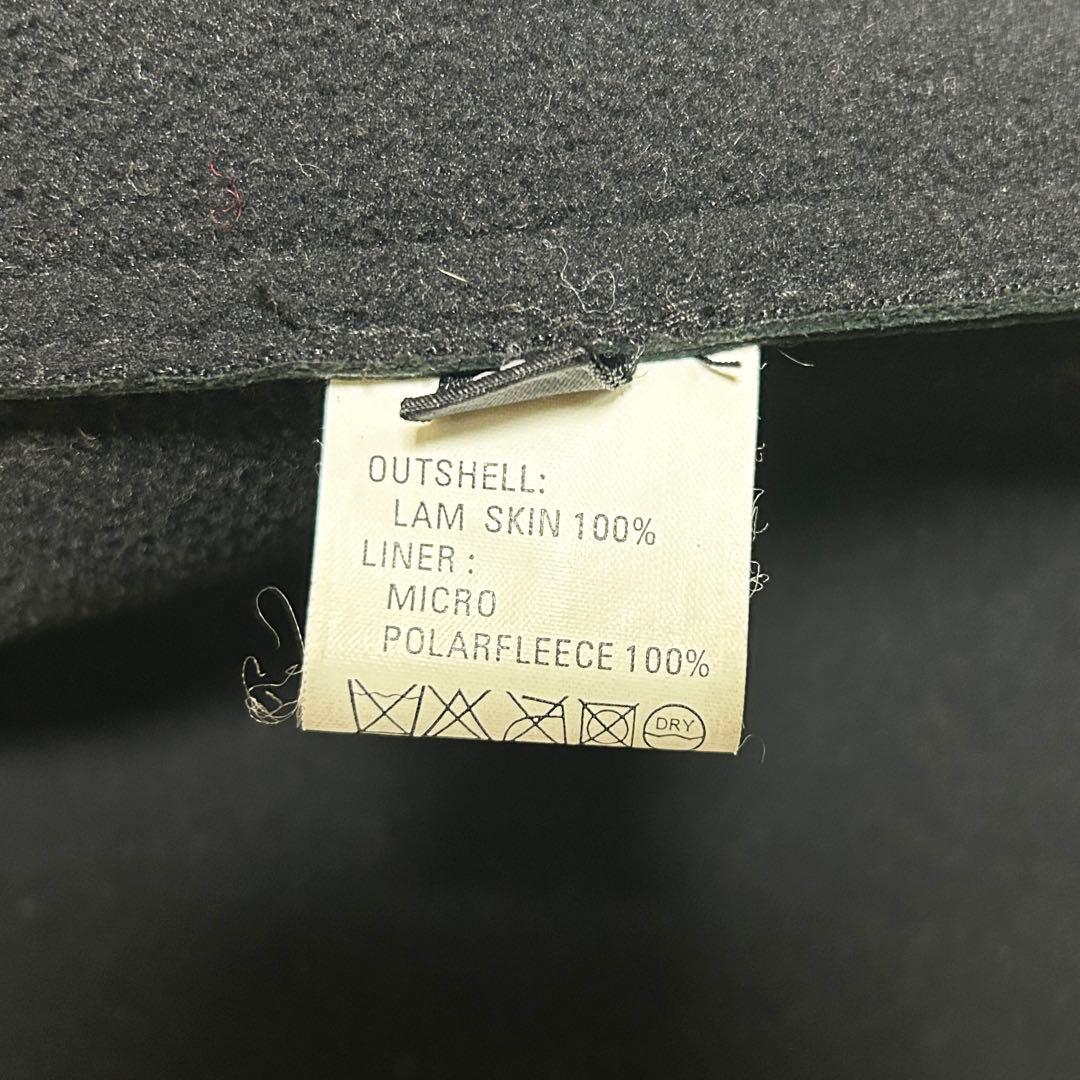 OUTSHELL:
LAM SKIN 100%
LINER :
MICRO
POLARFLEECE 100%
DRY